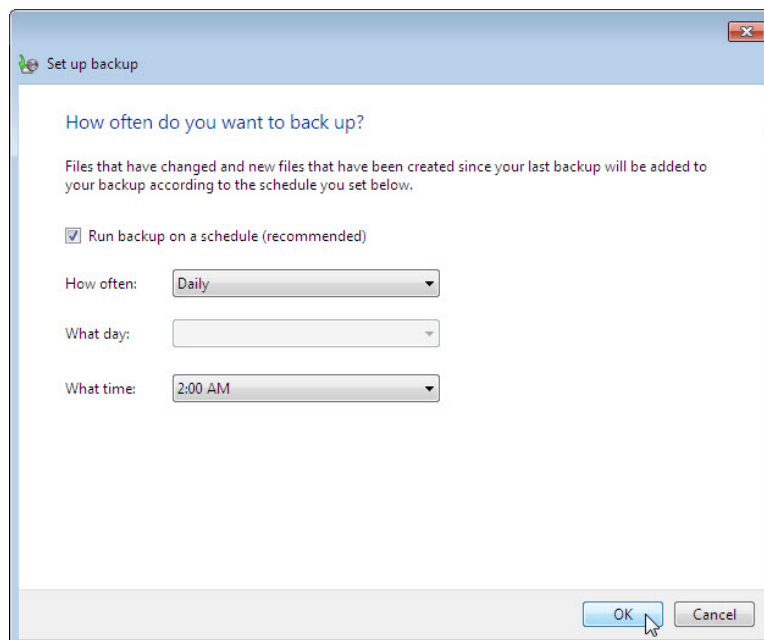 Set up backup
How often do you want to back up?
Files that have changed and new files that have been created since your last backup will be added to
your backup according to the schedule you set below.
Run backup on a schedule (recommended)
How often: Daily
What day:
What time: 2:00 AM
OK Cancel